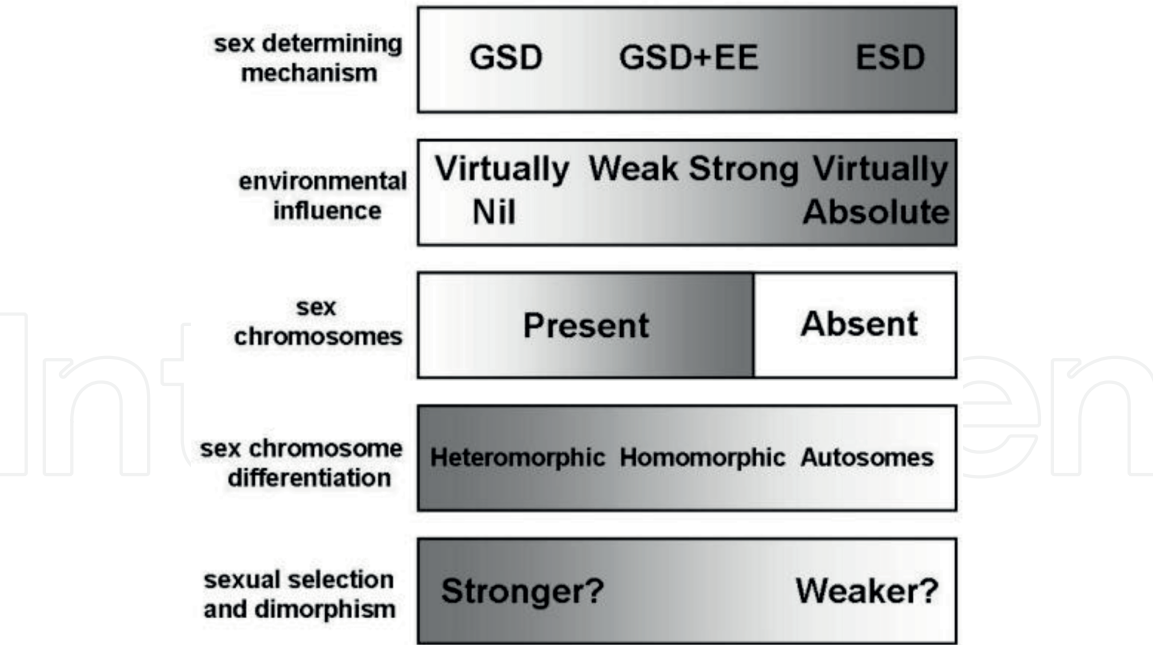 sex determining
mechanism
GSD GSD+EE ESD
environmental
influence
Virtually Weak Strong Virtually
Nil Absolute
sex
chromosomes
Present Absent
sex chromosome
differentiation
Heteromorphic Homomorphic Autosomes
sexual selection
and dimorphism
Stronger? Weaker?